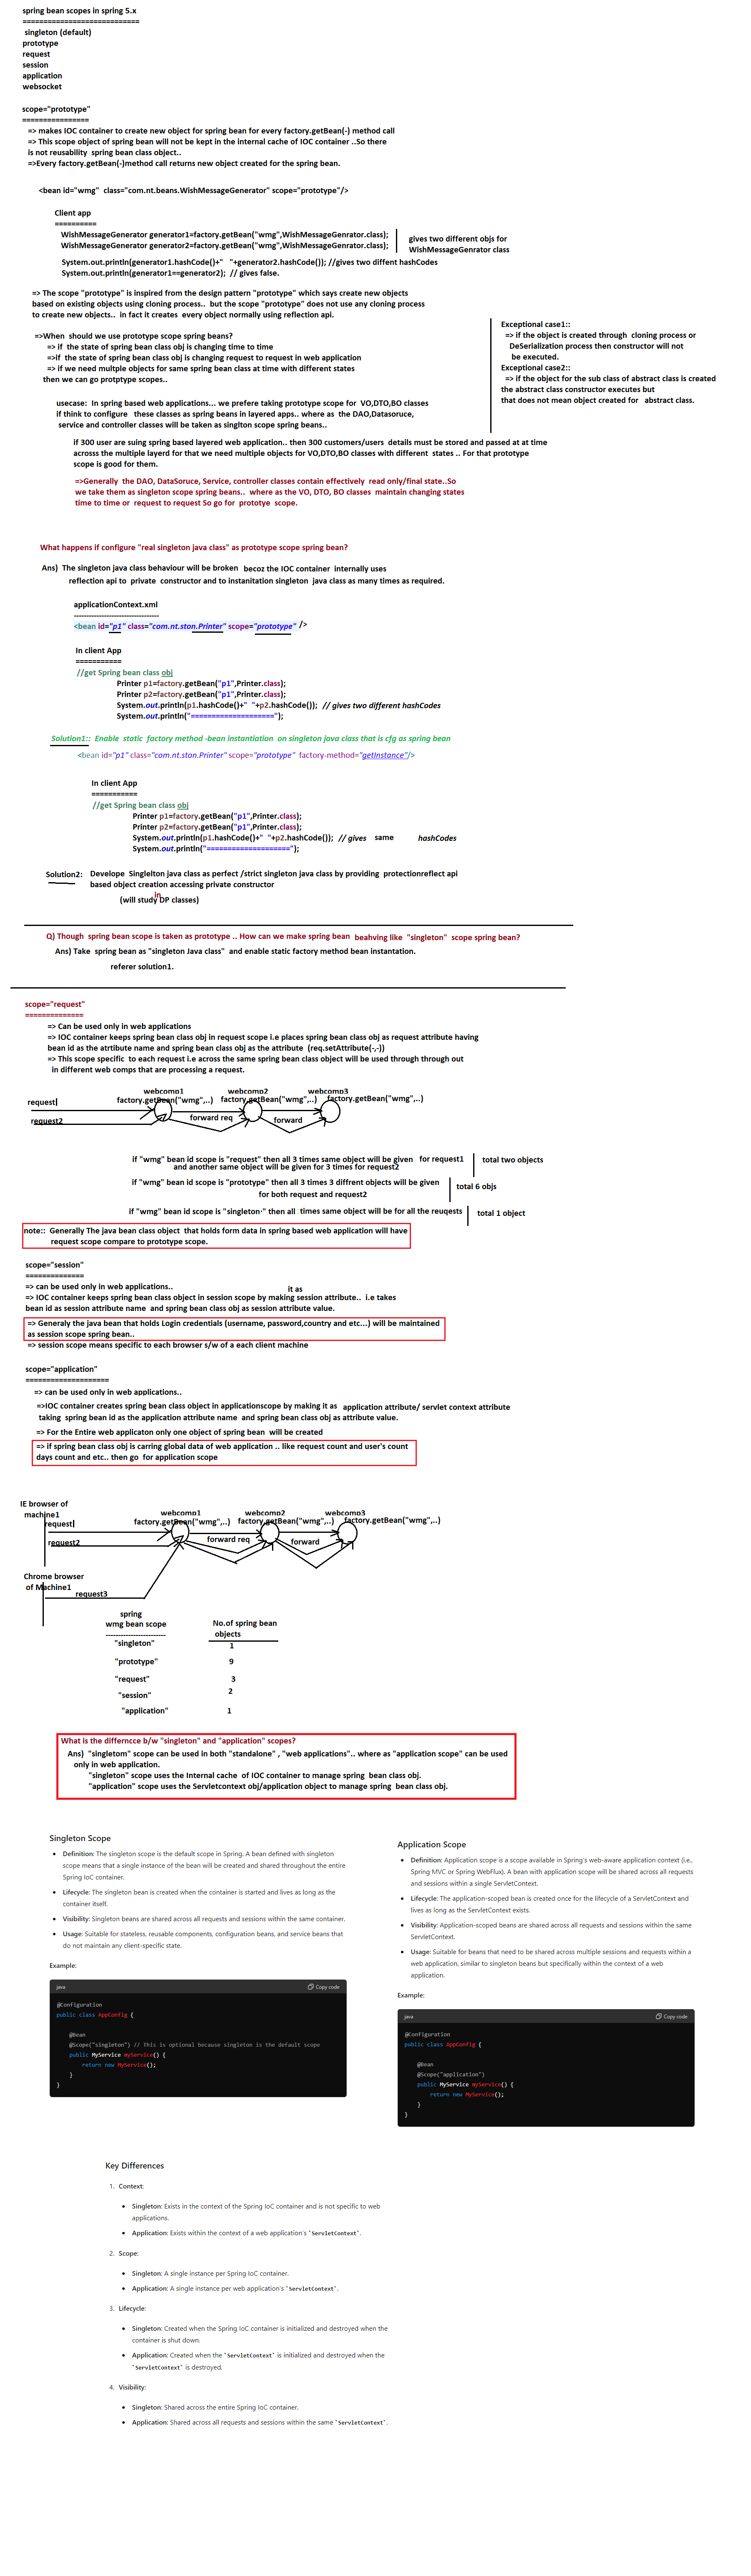 spring bean scopes in spring 5.x
============================
singleton (default)
prototype
request
session
application
websocket
scope="prototype"
================
=> makes IOC container to create new object for spring bean for every factory.getBean(-) method call
=> This scope object of spring bean will not be kept in the internal cache of IOC container ..So there
is not reusability  spring bean class object..
=>Every factory.getBean(-)method call returns new object created for the spring bean.
<bean id="wmg"  class="com.nt.beans.WishMessageGenerator" scope="prototype"/>
Client app
==========
WishMessageGenerator generator1=factory.getBean("wmg",WishMessageGenrator.class);
WishMessageGenerator generator2=factory.getBean("wmg",WishMessageGenrator.class);
gives two different objs for
WishMessageGenrator class
System.out.println(generator1.hashCode()+"   "+generator2.hashCode()); //gives two diffent hashCodes
System.out.println(generator1==generator2);  // gives false.
=> The scope "prototype" is inspired from the design pattern "prototype" which says create new objects
based on existing objects using cloning process..  but the scope "prototype" does not use any cloning process
to create new objects..  in fact it creates  every object normally using reflection api.
=>When  should we use prototype scope spring beans?
=> if  the state of spring bean class obj is changing time to time
=>if  the state of spring bean class obj is changing request to request in web application
=> if we need multple objects for same spring bean class at time with different states
then we can go protptype scopes..
Exceptional case1::
=> if the object is created through  cloning process or
DeSerialization process then constructor will not
be executed.
Exceptional case2::
=> if the object for the sub class of abstract class is created
the abstract class constructor executes but
that does not mean object created for   abstract class.
usecase:  In spring based web applications... we prefere taking prototype scope for  VO,DTO,BO classes
if think to configure   these classes as spring beans in layered apps.. where as  the DAO,Datasoruce,
service and controller classes will be taken as singlton scope spring beans..
if 300 user are suing spring based layered web application.. then 300 customers/users  details must be stored and passed at at time
acrosss the multiple layerd for that we need multiple objects for VO,DTO,BO classes with different  states .. For that prototype
scope is good for them.
=>Generally  the DAO, DataSoruce, Service, controller classes contain effectively  read only/final state..So
we take them as singleton scope spring beans..  where as the VO, DTO, BO classes  maintain changing states
time to time or  request to request So go for  prototye  scope.
What happens if configure "real singleton java class" as prototype scope spring bean?
Ans)  The singleton java class behaviour will be broken  becoz the IOC container  internally uses
reflection api to  private  constructor and to instanitation singleton  java class as many times as required.
applicationContext.xml
--------------------------------
<bean id="p1" class="com.nt.ston.Printer" scope="prototype" />
In client App
===========
//get Spring bean class obj
Printer p1=factory.getBean("p1",Printer.class);
Printer p2=factory.getBean("p1",Printer.class);
System.out.println(p1.hashCode()+"  "+p2.hashCode());  // gives two different hashCodes
System.out.println("====================");
Solution1::  Enable  static  factory method -bean instantiation  on singleton java class that is cfg as spring bean
<bean id="p1" class="com.nt.ston.Printer" scope="prototype"  factory-method="getInstance"/>
In client App
===========
//get Spring bean class obj
Printer p1=factory.getBean("p1",Printer.class);
Printer p2=factory.getBean("p1",Printer.class);
System.out.println(p1.hashCode()+"  "+p2.hashCode());  // gives    same    hashCodes
System.out.println("====================");
Solution2:   Develope  Singlelton java class as perfect /strict singleton java class by providing  protectionreflect api
based object creation accessing private constructor
in
(will study DP classes)
Q) Though  spring bean scope is taken as prototype .. How can we make spring bean  beahving like  "singleton"  scope spring bean?
Ans) Take  spring bean as "singleton Java class"  and enable static factory method bean instantation.
referer solution1.
scope="request"
==============
=> Can be used only in web applications
=> IOC container keeps spring bean class obj in request scope i.e places spring bean class obj as request attribute having
bean id as the atrtibute name and spring bean class obj as the attribute  (req.setAttribute(-,-))
=> This scope specific  to each request i.e across the same spring bean class object will be used through through out
in different web comps that are processing a request.
webcomp1    webcomp2    webcomp3
factory.getBean("wmg",..)    factory.getBean("wmg",..)    factory.getBean("wmg",..)
request
request2
forward req    forward
if "wmg" bean id scope is "request" then all 3 times same object will be given   for request1
and another same object will be given for 3 times for request2
total two objects
if "wmg" bean id scope is "prototype" then all 3 times 3 diffrent objects will be given
for both request and request2
total 6 objs
if "wmg" bean id scope is "singleton·" then all  times same object will be for all the reuqests
total 1 object
note::  Generally The java bean class object  that holds form data in spring based web application will have
request scope compare to prototype scope.
scope="session"
==============
=> can be used only in web applications..
it as
=> IOC container keeps spring bean class object in session scope by making session attribute..  i.e takes
bean id as session attribute name  and spring bean class obj as session attribute value.
=> Generaly the java bean that holds Login credentials (username, password,country and etc...) will be maintained
as session scope spring bean..
=> session scope means specific to each browser s/w of a each client machine
scope="application"
====================
=> can be used only in web applications..
=>IOC container creates spring bean class object in applicationscope by making it as   application attribute/ servlet context attribute
taking  spring bean id as the application attribute name  and spring bean class obj as attribute value.
=> For the Entire web applicaton only one object of spring bean  will be created
=> if spring bean class obj is carring global data of web application .. like request count and user's count
days count and etc.. then go  for application scope
IE browser of
machine1
webcomp1    webcomp2    webcomp3
factory.getBean("wmg",..)    factory.getBean("wmg",..)    factory.getBean("wmg",..)
request
request2
forward req    forward
Chrome browser
of Machine1
request3
spring
wmg bean scope    No.of spring bean
objects
-----------------------
"singleton"    1
"prototype"    9
"request"    3
"session"    2
"application"    1
What is the differncce b/w "singleton" and "application" scopes?
Ans)  "singletom" scope can be used in both "standalone" , "web applications".. where as "application scope" can be used
only in web application.
"singleton" scope uses the Internal cache  of IOC container to manage spring  bean class obj.
"application" scope uses the Servletcontext obj/application object to manage spring  bean class obj.
Singleton Scope
• Definition: The singleton scope is the default scope in Spring. A bean defined with singleton
scope means that a single instance of the bean will be created and shared throughout the entire
Spring IoC container.
• Lifecycle: The singleton bean is created when the container is started and lives as long as the
container itself.
• Visibility: Singleton beans are shared across all requests and sessions within the same container.
• Usage: Suitable for stateless, reusable components, configuration beans, and service beans that
do not maintain any client-specific state.
Example:
java    Copy code
@Configuration
public class AppConfig {
@Bean
@Scope("singleton") // This is optional because singleton is the default scope
public MyService myService() {
return new MyService();
}
}
Application Scope
• Definition: Application scope is a scope available in Spring's web-aware application context (i.e.,
Spring MVC or Spring WebFlux). A bean with application scope will be shared across all requests
and sessions within a single ServletContext.
• Lifecycle: The application-scoped bean is created once for the lifecycle of a ServletContext and
lives as long as the ServletContext exists.
• Visibility: Application-scoped beans are shared across all requests and sessions within the same
ServletContext.
• Usage: Suitable for beans that need to be shared across multiple sessions and requests within a
web application, similar to singleton beans but specifically within the context of a web
application.
Example:
java    Copy code
@Configuration
public class AppConfig {
@Bean
@Scope("application")
public MyService myService() {
return new MyService();
}
}
Key Differences
1. Context:
• Singleton: Exists in the context of the Spring IoC container and is not specific to web
applications.
• Application: Exists within the context of a web application's `ServletContext`.
2. Scope:
• Singleton: A single instance per Spring IoC container.
• Application: A single instance per web application's `ServletContext`.
3. Lifecycle:
• Singleton: Created when the Spring IoC container is initialized and destroyed when the
container is shut down.
• Application: Created when the `ServletContext` is initialized and destroyed when the
`ServletContext` is destroyed.
4. Visibility:
• Singleton: Shared across the entire Spring IoC container.
• Application: Shared across all requests and sessions within the same `ServletContext`.